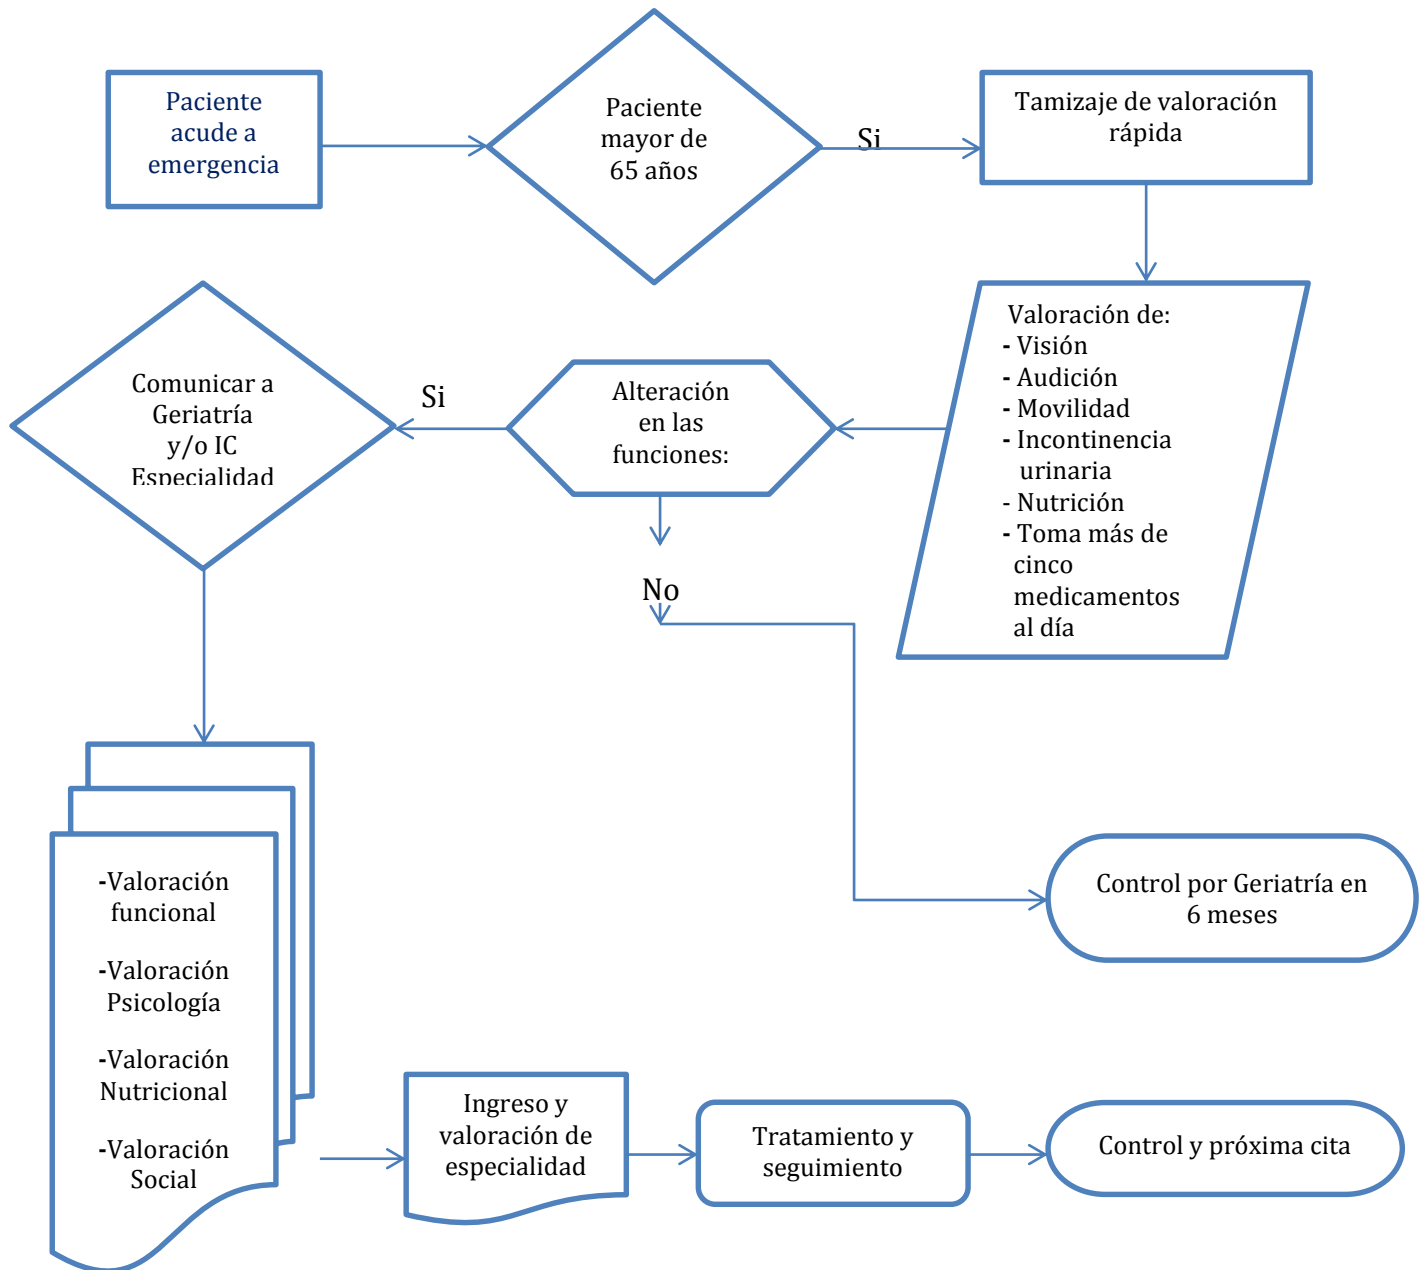 Paciente
acude a
emergencia
Paciente
mayor de
65 años
Si
Tamizaje de valoración
rápida
Valoración de:
- Visión
- Audición
- Movilidad
- Incontinencia
urinaria
- Nutrición
- Toma más de
cinco
medicamentos
al día
Alteración
en las
funciones:
Si
Comunicar a
Geriatría
y/o IC
Especialidad
No
Control por Geriatría en
6 meses
-Valoración
funcional
-Valoración
Psicología
-Valoración
Nutricional
-Valoración
Social
Ingreso y
valoración de
especialidad
Tratamiento y
seguimiento
Control y próxima cita